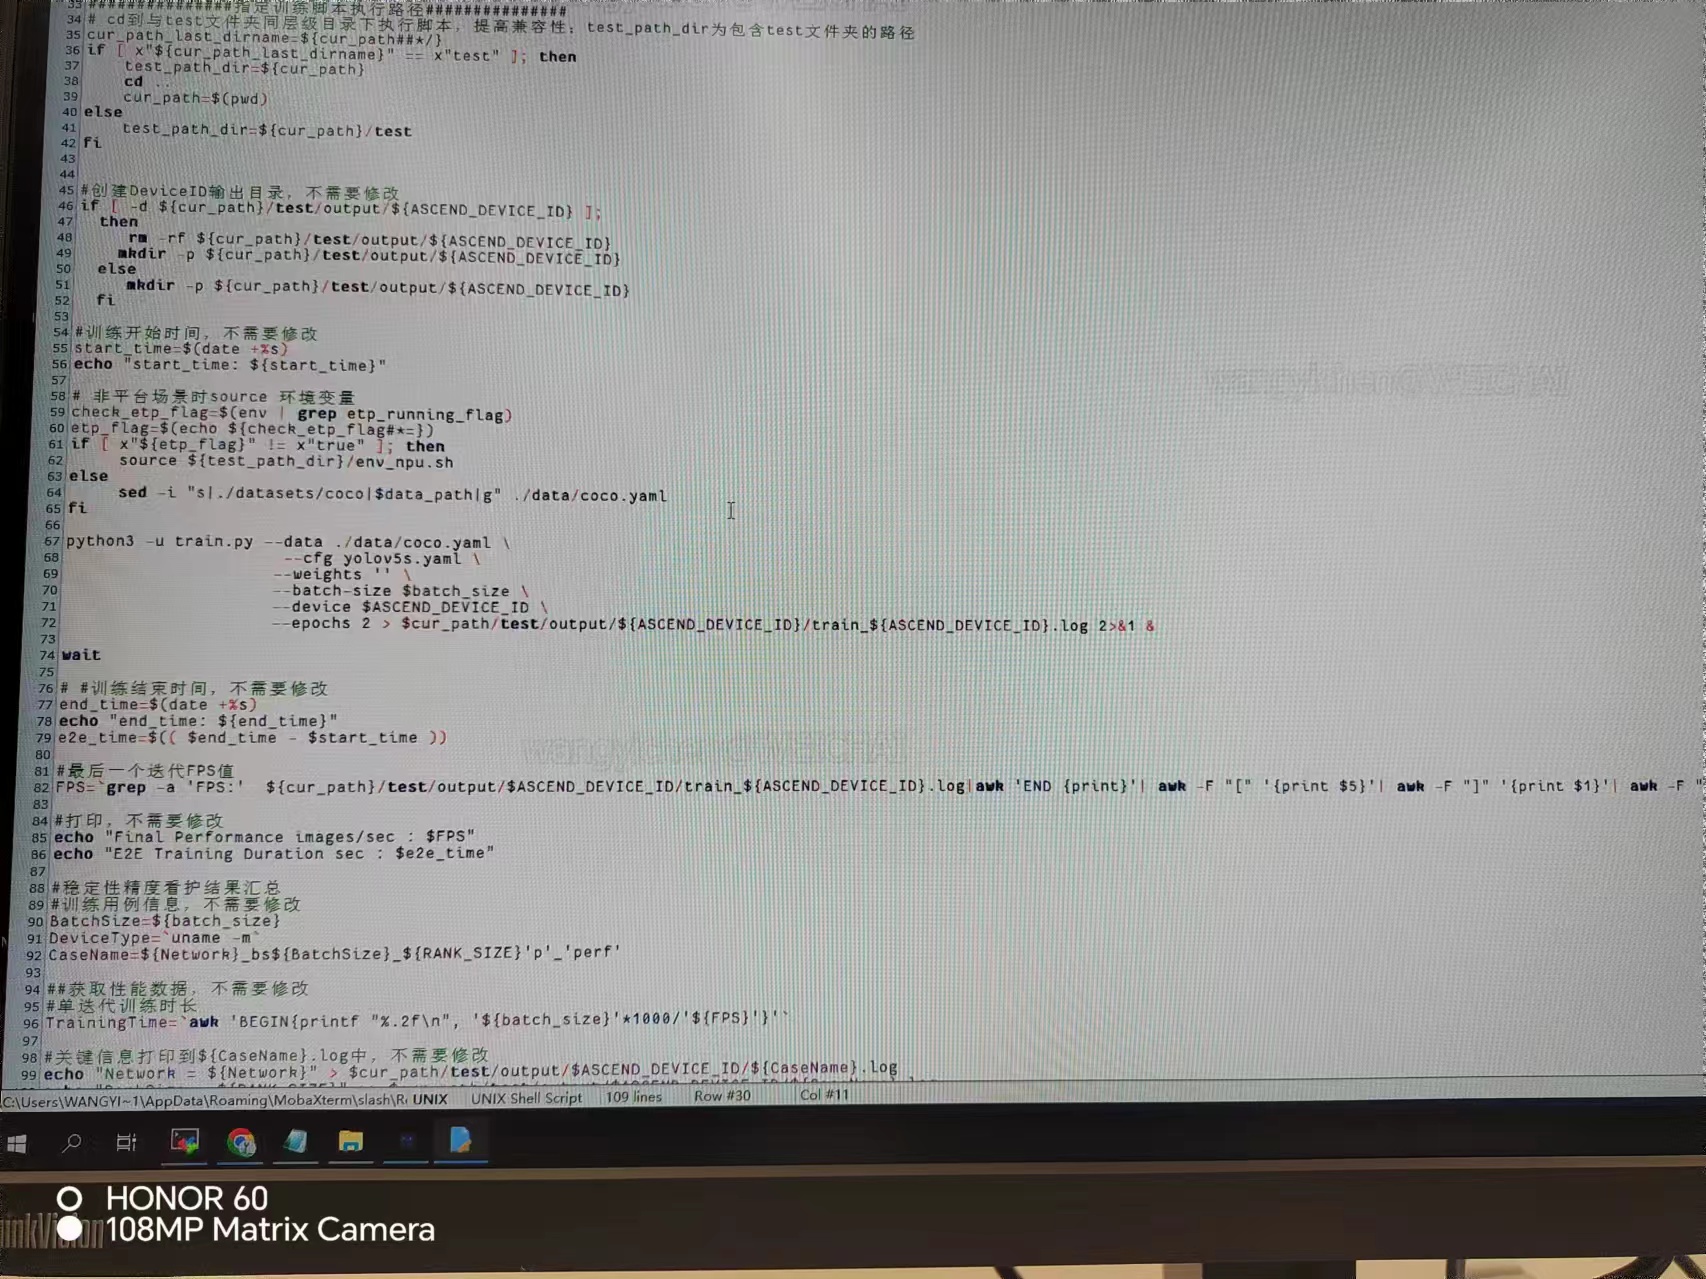 33 ###############指定训练脚本执行路径###############
34 # cd到与test文件夹同层级目录下执行脚本，提高兼容性；test_path_dir为包含test文件夹的路径
35 cur_path_last_dirname=${cur_path##*/}
36 if [ x"${cur_path_last_dirname}" == x"test" ]; then
37     test_path_dir=${cur_path}
38     cd ..
39     cur_path=$(pwd)
40 else
41     test_path_dir=${cur_path}/test
42 fi
43
44
45 #创建DeviceID输出目录，不需要修改
46 if [ -d ${cur_path}/test/output/${ASCEND_DEVICE_ID} ];
47   then
48      rm -rf ${cur_path}/test/output/${ASCEND_DEVICE_ID}
49     mkdir -p ${cur_path}/test/output/${ASCEND_DEVICE_ID}
50   else
51      mkdir -p ${cur_path}/test/output/${ASCEND_DEVICE_ID}
52   fi
53
54 #训练开始时间，不需要修改
55 start_time=$(date +%s)
56 echo "start_time: ${start_time}"
57
58 # 非平台场景时source 环境变量
59 check_etp_flag=$(env | grep etp_running_flag)
60 etp_flag=$(echo ${check_etp_flag#*=})
61 if [ x"${etp_flag}" != x"true" ]; then
62     source ${test_path_dir}/env_npu.sh
63 else
64     sed -i "s|./datasets/coco|$data_path|g" ./data/coco.yaml
65 fi
66
67 python3 -u train.py --data ./data/coco.yaml \
68                      --cfg yolov5s.yaml \
69                     --weights '' \
70                     --batch-size $batch_size \
71                     --device $ASCEND_DEVICE_ID \
72                     --epochs 2 > $cur_path/test/output/${ASCEND_DEVICE_ID}/train_${ASCEND_DEVICE_ID}.log 2>&1 &
73
74 wait
75
76 # #训练结束时间，不需要修改
77 end_time=$(date +%s)
78 echo "end_time: ${end_time}"
79 e2e_time=$(( $end_time - $start_time ))
80
81 #最后一个迭代FPS值
82 FPS=`grep -a 'FPS:'  ${cur_path}/test/output/$ASCEND_DEVICE_ID/train_${ASCEND_DEVICE_ID}.log|awk 'END {print}'| awk -F "[" '{print $5}'| awk -F "]" '{print $1}'| awk -F "
83
84 #打印，不需要修改
85 echo "Final Performance images/sec : $FPS"
86 echo "E2E Training Duration sec : $e2e_time"
87
88 #稳定性精度看护结果汇总
89 #训练用例信息，不需要修改
90 BatchSize=${batch_size}
91 DeviceType=`uname -m`
92 CaseName=${Network}_bs${BatchSize}_${RANK_SIZE}'p'_'perf'
93
94 ##获取性能数据，不需要修改
95 #单迭代训练时长
96 TrainingTime=`awk 'BEGIN{printf "%.2f\n", '${batch_size}'*1000/'${FPS}'}'`
97
98 #关键信息打印到${CaseName}.log中，不需要修改
99 echo "Network = ${Network}" > $cur_path/test/output/$ASCEND_DEVICE_ID/${CaseName}.log
C:\Users\WANGYI~1\AppData\Roaming\MobaXterm\slash\R UNIX UNIX Shell Script 109 lines Row #30 Col #11
HONOR 60
108MP Matrix Camera